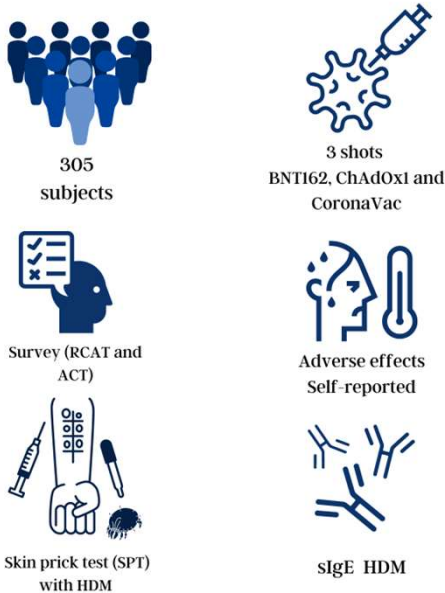 305
subjects
3 shots
BNT162, ChAdOx1 and
CoronaVac
Survey (RCAT and
ACT)
Adverse effects
Self-reported
Skin prick test (SPT)
with HDM
sIgE HDM